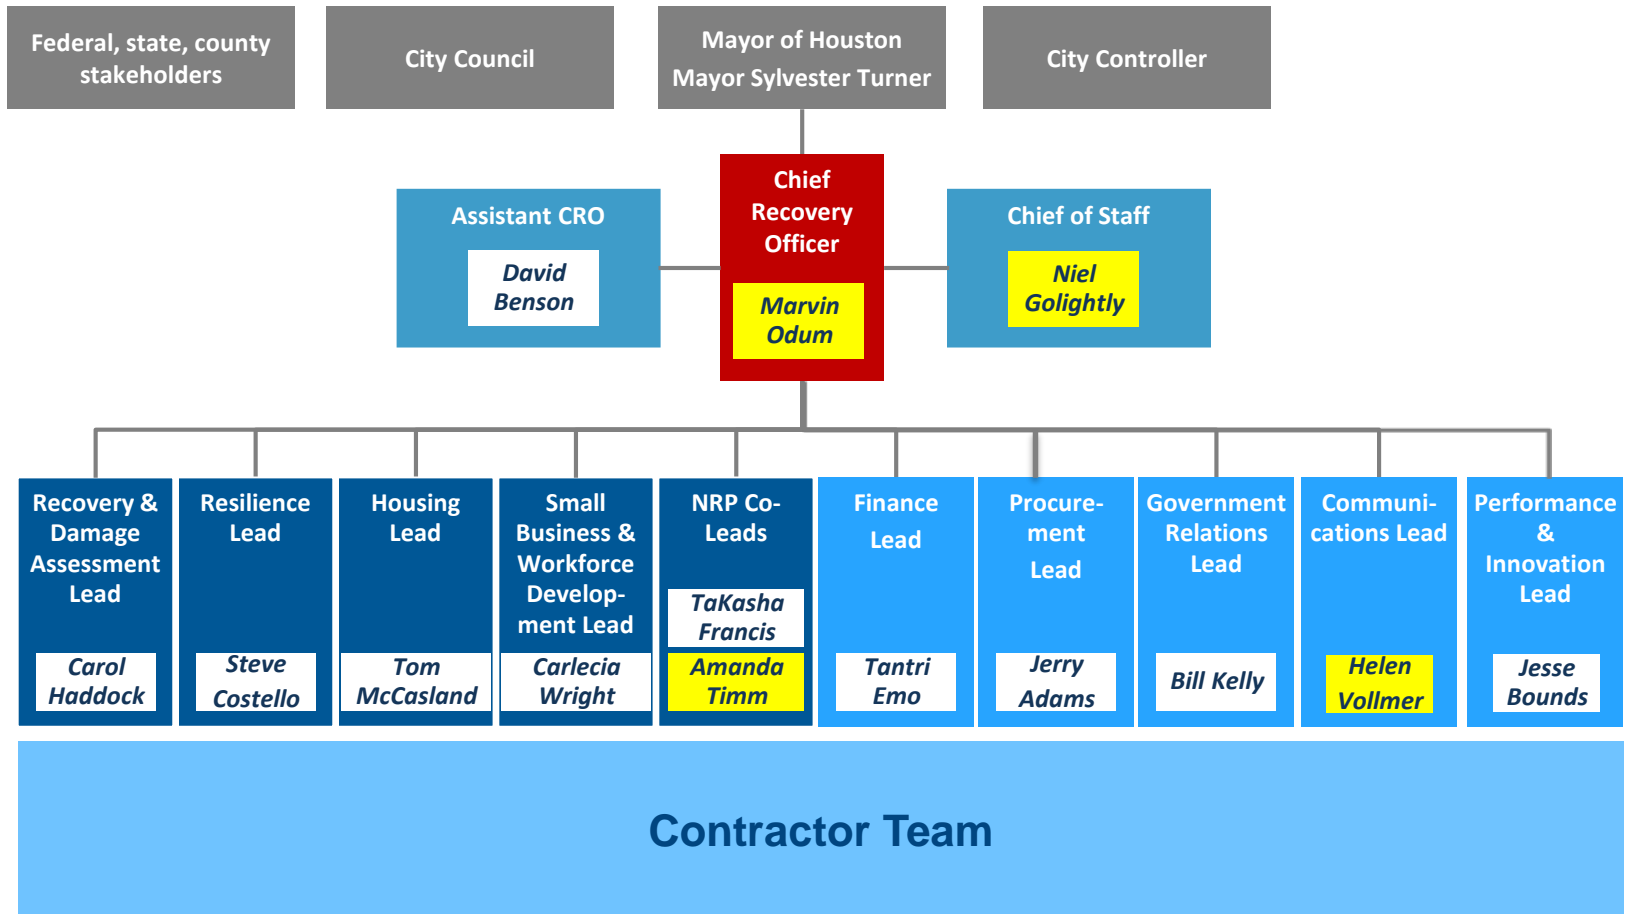 Federal, state, county
stakeholders
City Council
Mayor of Houston
Mayor Sylvester Turner
City Controller
Chief
Recovery
Officer
Marvin
Odum
Assistant CRO
David
Benson
Chief of Staff
Niel
Golightly
Recovery &
Damage
Assessment
Lead
Carol
Haddock
Resilience
Lead
Steve
Costello
Housing
Lead
Tom
McCasland
Small
Business &
Workforce
Develop-
ment Lead
Carlecia
Wright
NRP Co-
Leads
TaKasha
Francis
Amanda
Timm
Finance
Lead
Tantri
Emo
Procure-
ment
Lead
Jerry
Adams
Government
Relations
Lead
Bill Kelly
Communi-
cations Lead
Helen
Vollmer
Performance
&
Innovation
Lead
Jesse
Bounds
Contractor Team